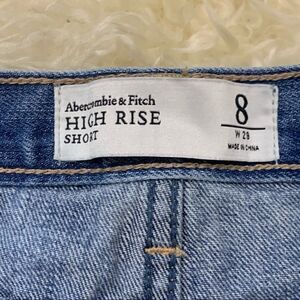 Abercrombie & Fitch
HIGH RISE
SHORT
8
W 29
MADE IN CHINA